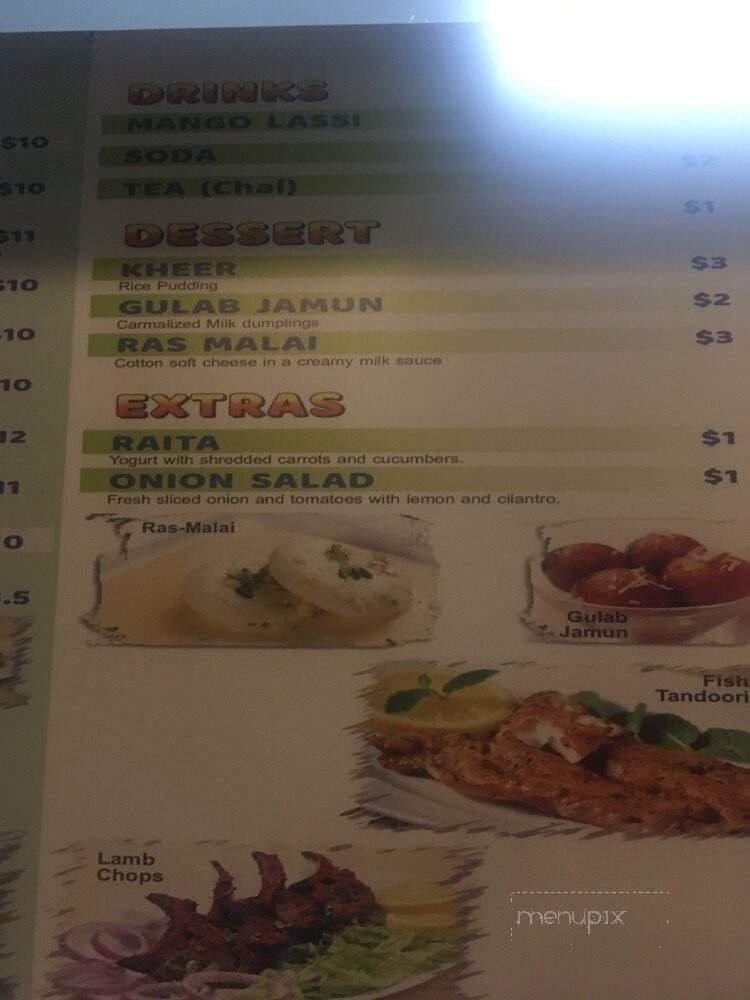 DRINKS
MANGO LASSI
SODA $2
TEA (Chai) $1
DESSERT
KHEER $3
Rice Pudding
GULAB JAMUN $2
Carmalized Milk dumplings
RAS MALAI $3
Cotton soft cheese in a creamy milk sauce
EXTRAS
RAITA $1
Yogurt with shredded carrots and cucumbers.
ONION SALAD $1
Fresh sliced onion and tomatoes with lemon and cilantro.
$10
$10
$11
$10
10
10
Ras-Malai
Gulab
Jamun
Fish
Tandoori
Lamb
Chops
menupix